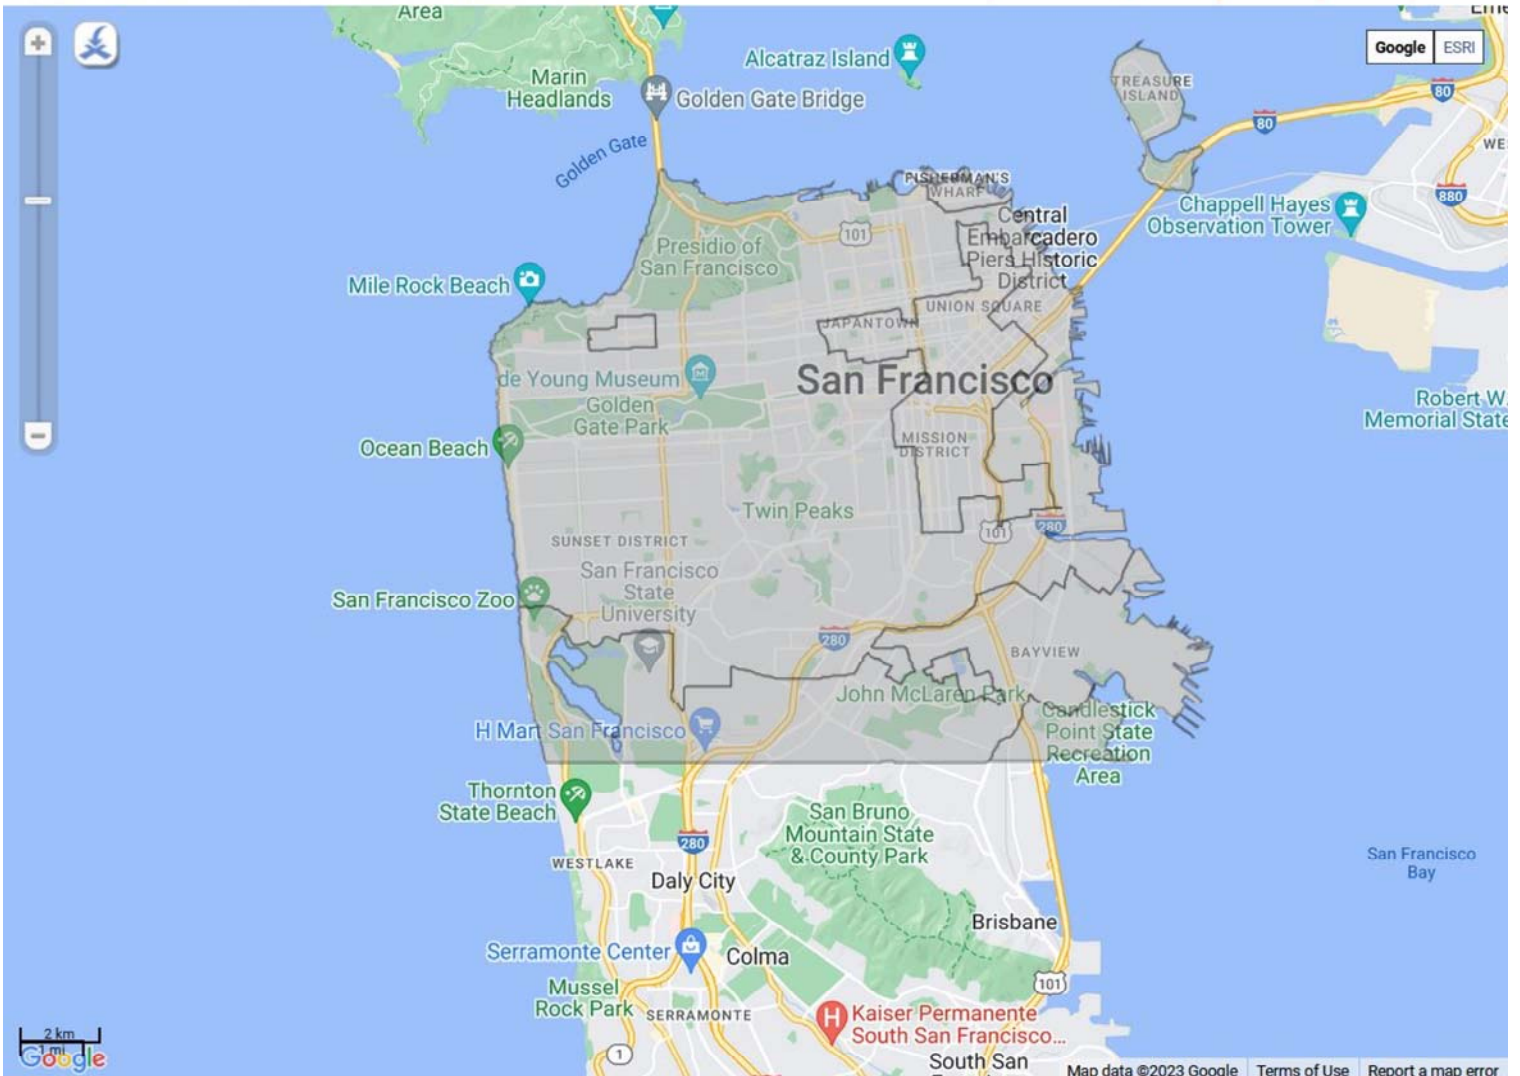 Area
Marin
Headlands
Golden Gate
Golden Gate Bridge
Alcatraz Island
TREASURE
ISLAND
Google
ESRI
80
80
880
Chappell Hayes
Observation Tower
FISHERMAN'S
WHARF
Central
Embarcadero
Piers Historic
District
101
Presidio of
San Francisco
Mile Rock Beach
UNION SQUARE
JAPANTOWN
San Francisco
de Young Museum
Golden
Gate Park
Robert W.
Memorial State
Ocean Beach
MISSION
DISTRICT
Twin Peaks
101
280
SUNSET DISTRICT
San Francisco
State
University
San Francisco Zoo
280
BAYVIEW
John McLaren Park
H Mart San Francisco
Candlestick
Point State
Recreation
Area
Thornton
State Beach
San Bruno
Mountain State
& County Park
280
WESTLAKE
Daly City
San Francisco
Bay
Brisbane
Serramonte Center
Colma
101
Mussel
Rock Park
SERRAMONTE
Kaiser Permanente
South San Francisco...
1
South San
2 km
1 mi
Google
Map data ©2023 Google
Terms of Use
Report a map error